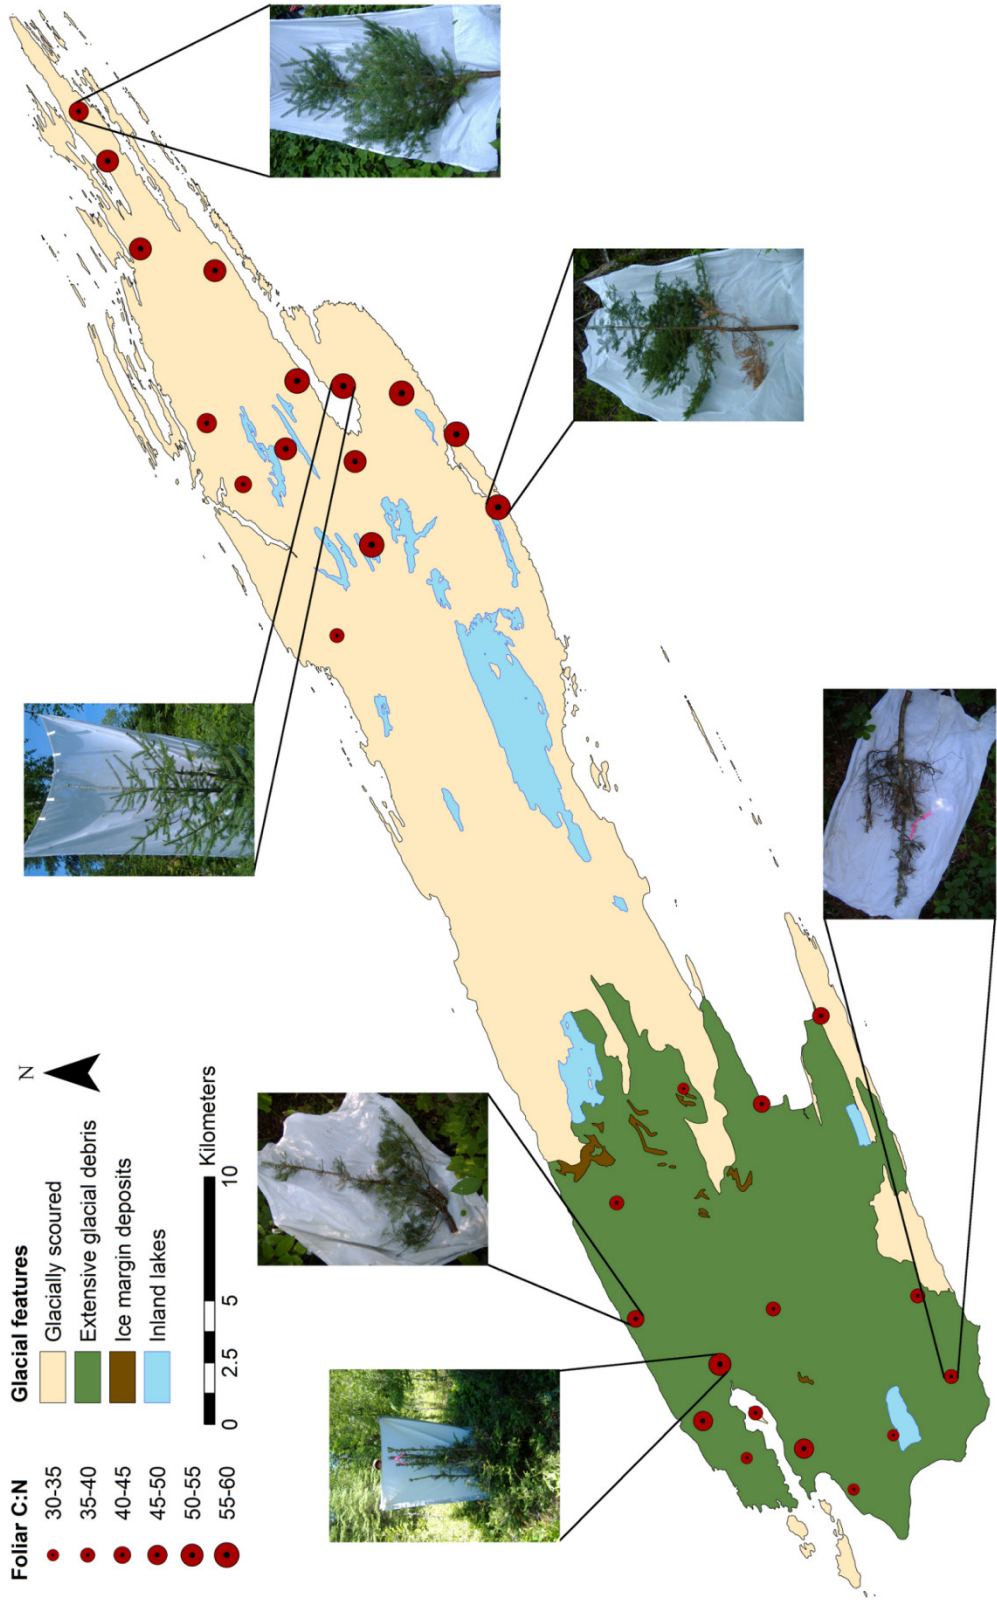 Foliar C:N
30-35
35-40
40-45
45-50
50-55
55-60
Glacial features
Glacially scoured
Extensive glacial debris
Ice margin deposits
Inland lakes
N
0 2.5 5 10
Kilometers